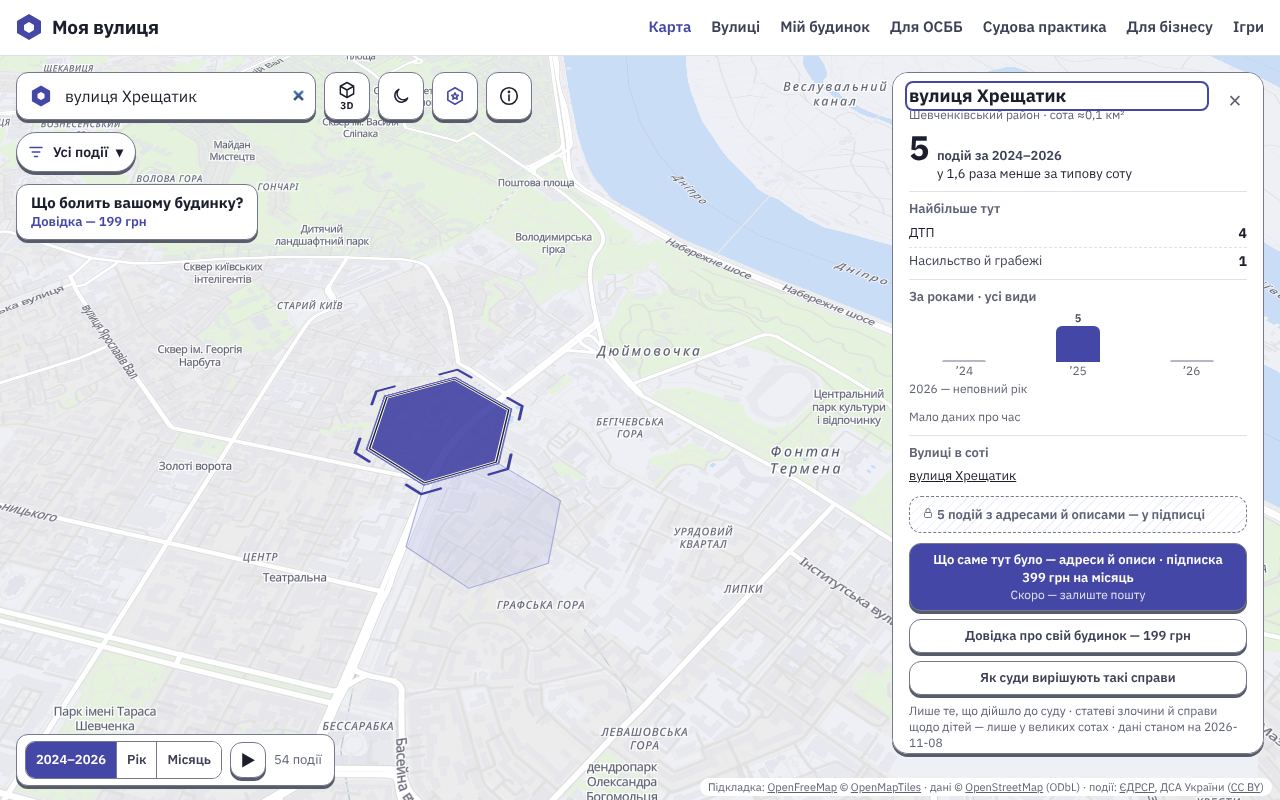 Моя вулиця
Карта
Вулиці
Мій будинок
Для ОСББ
Судова практика
Для бізнесу
Ігри
ЩЕКАВИЦЯ
площа
Веслувальний
канал
вулиця Хрещатик
3D
Сквер ім. Василя
Сліпака
Усі події ▾
Майдан
Мистецтв
ВОЛОВА ГОРА
ГОНЧАРІ
Поштова площа
Дніпро
Що болить вашому будинку?
Довідка — 199 грн
Дитячий
ландшафтний парк
Володимирська
гірка
Набережне шосе
Дніпро
Сквер київських
інтелігентів
Набережне шосе
СТАРИЙ КИЇВ
вулиця Ярославів Вал
Сквер ім. Георгія
Нарбута
Дюймовочка
Центральний
парк культури
і відпочинку
БЕГІЧЕВСЬКА
ГОРА
Фонтан
Термена
Золоті ворота
УРЯДОВИЙ
КВАРТАЛ
ЦЕНТР
Театральна
ЛИПКИ
Інститутська вул
ГРАФСЬКА ГОРА
Парк імені Тараса
Шевченка
БЕССАРАБКА
Басейна в
ЛЕВАШОВСЬКА
ГОРА
дендропарк
Олександра
Богомольця
2024–2026
Рік
Місяць
54 події
вулиця Хрещатик
Шевченківський район · сота ≈0,1 км²
5 подій за 2024–2026
у 1,6 раза менше за типову соту
Найбільше тут
ДТП 4
Насильство й грабежі 1
За роками · усі види
5
’24 ’25 ’26
2026 — неповний рік
Мало даних про час
Вулиці в соті
вулиця Хрещатик
5 подій з адресами й описами — у підписці
Що саме тут було — адреси й описи · підписка
399 грн на місяць
Скоро — залиште пошту
Довідка про свій будинок — 199 грн
Як суди вирішують такі справи
Лише те, що дійшло до суду · статеві злочини й справи
щодо дітей — лише у великих сотах · дані станом на 2026-
11-08
Підкладка: OpenFreeMap © OpenMapTiles · дані © OpenStreetMap (ODbL) · події: ЄДРСР, ДСА України (CC BY)